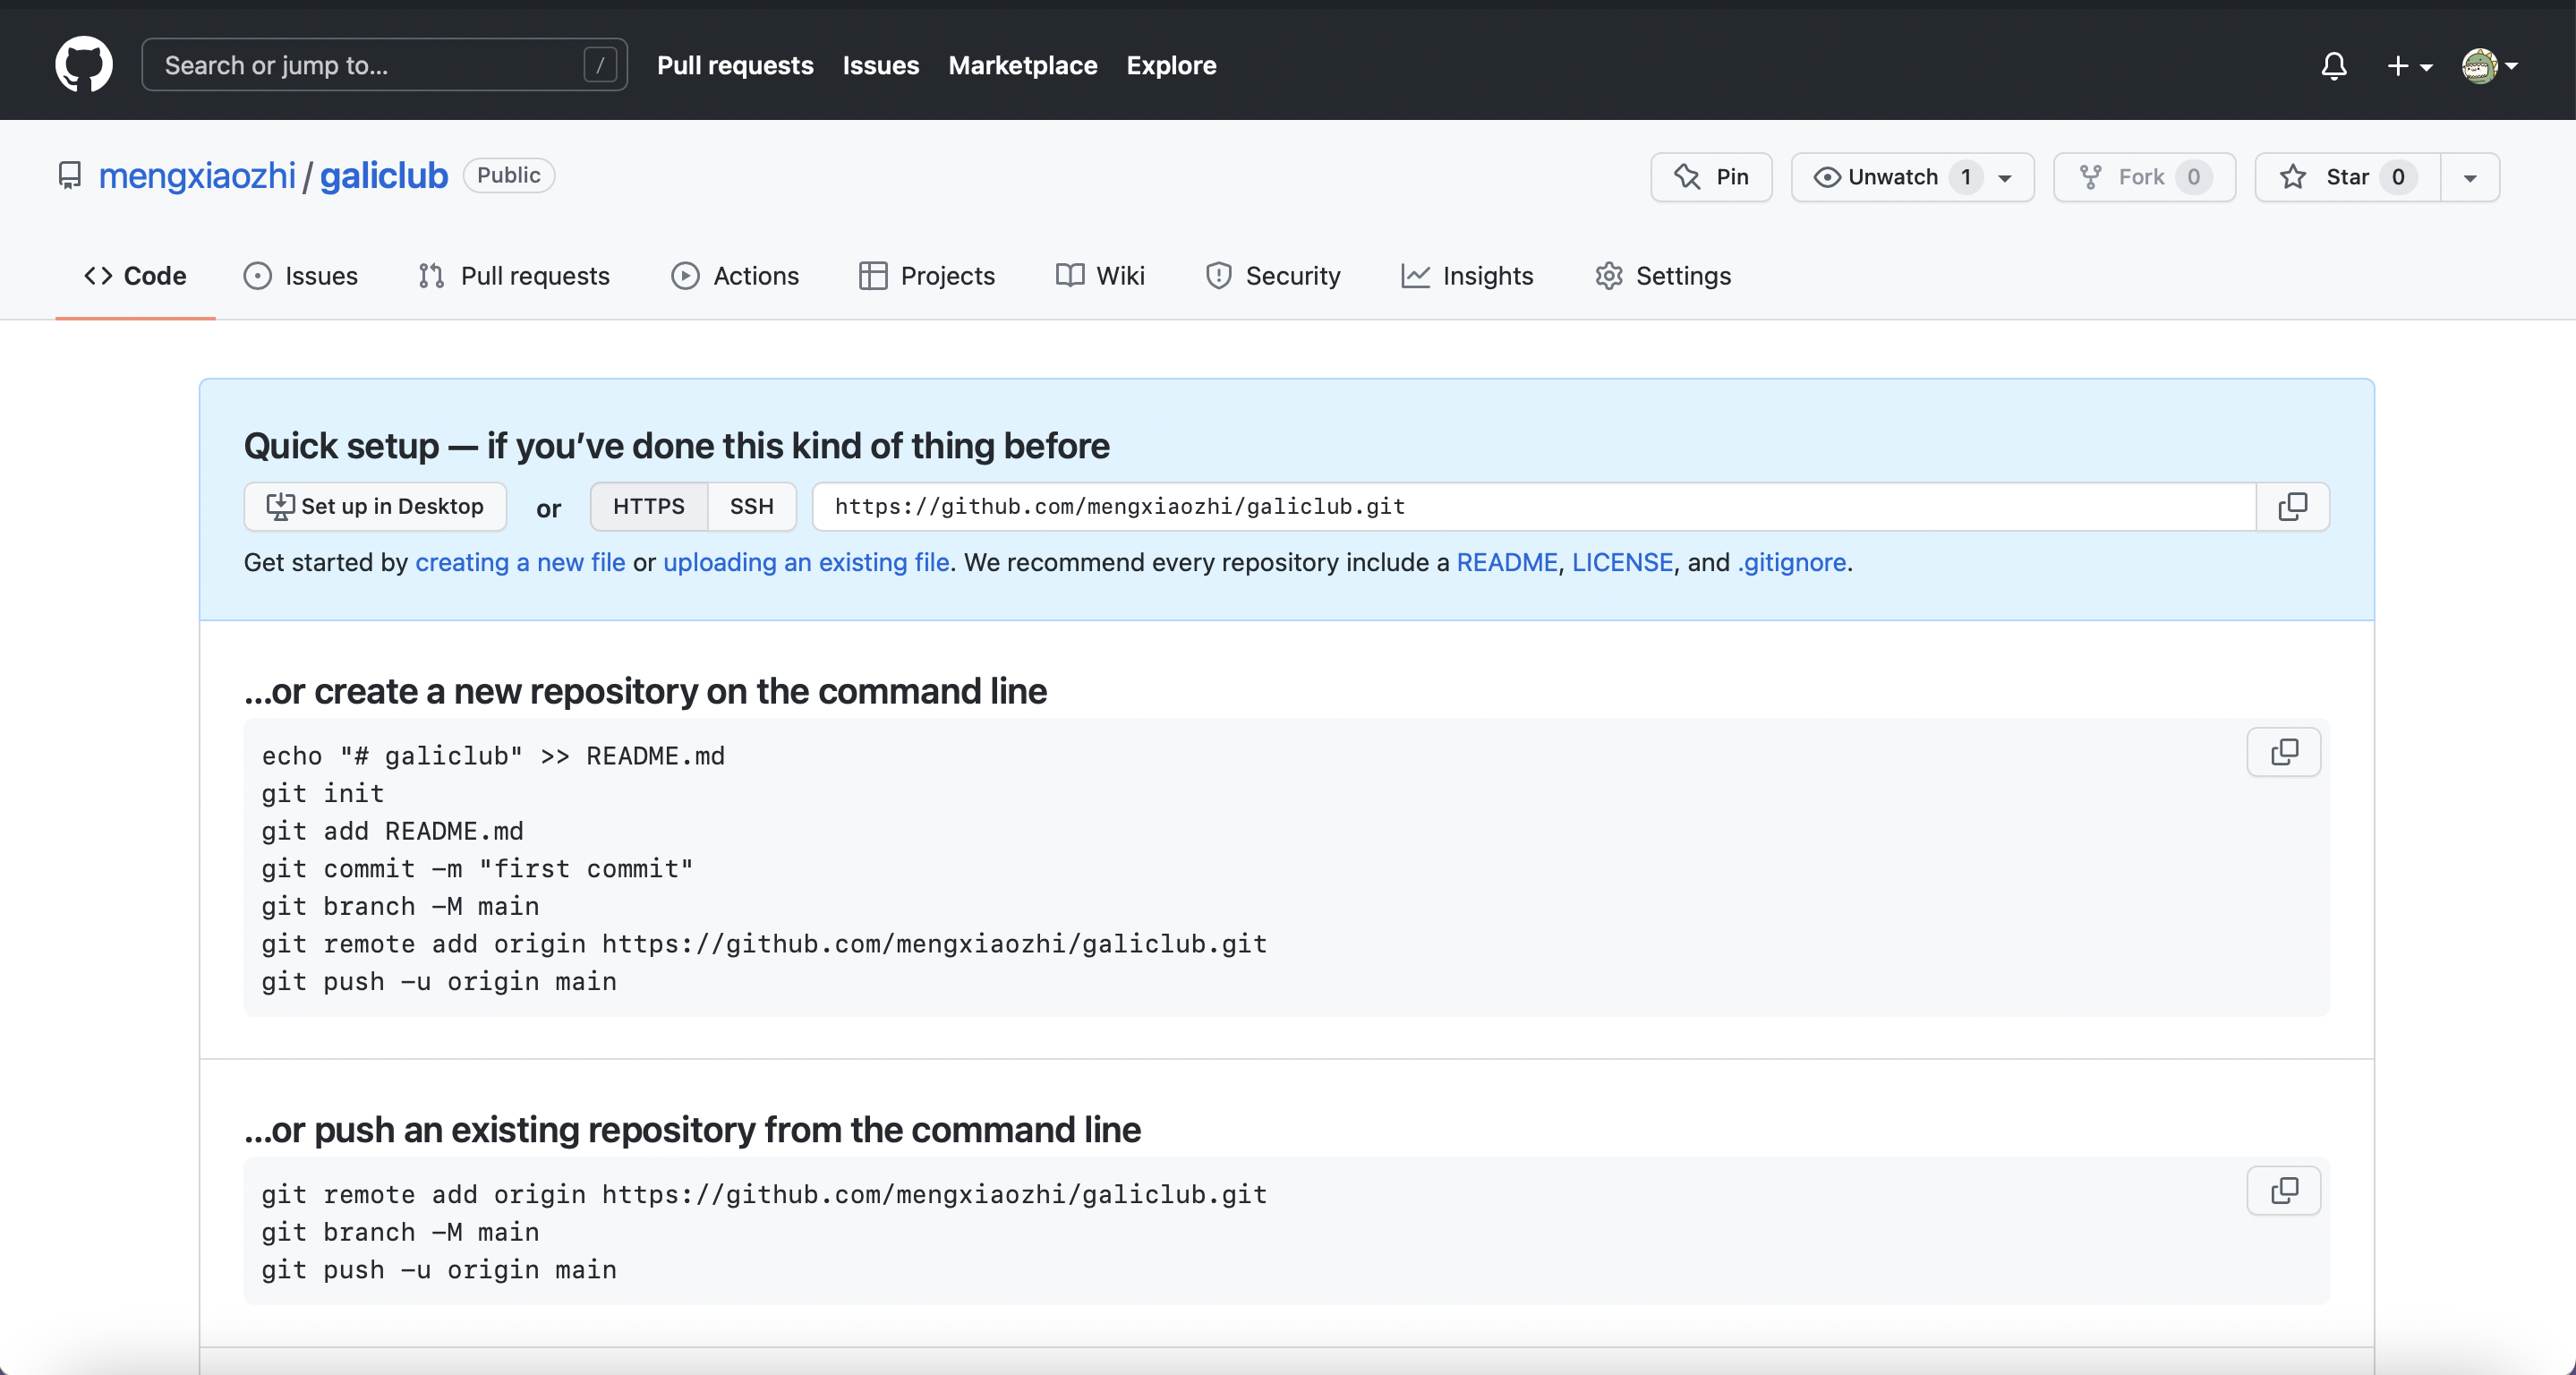 Search or jump to... /
Pull requests Issues Marketplace Explore
mengxiaozhi / galiclub Public
Pin Unwatch 1 Fork 0 Star 0
Code Issues Pull requests Actions Projects Wiki Security Insights Settings
Quick setup — if you’ve done this kind of thing before
Set up in Desktop or HTTPS SSH https://github.com/mengxiaozhi/galiclub.git
Get started by creating a new file or uploading an existing file. We recommend every repository include a README, LICENSE, and .gitignore.
…or create a new repository on the command line
echo "# galiclub" >> README.md
git init
git add README.md
git commit -m "first commit"
git branch -M main
git remote add origin https://github.com/mengxiaozhi/galiclub.git
git push -u origin main
…or push an existing repository from the command line
git remote add origin https://github.com/mengxiaozhi/galiclub.git
git branch -M main
git push -u origin main